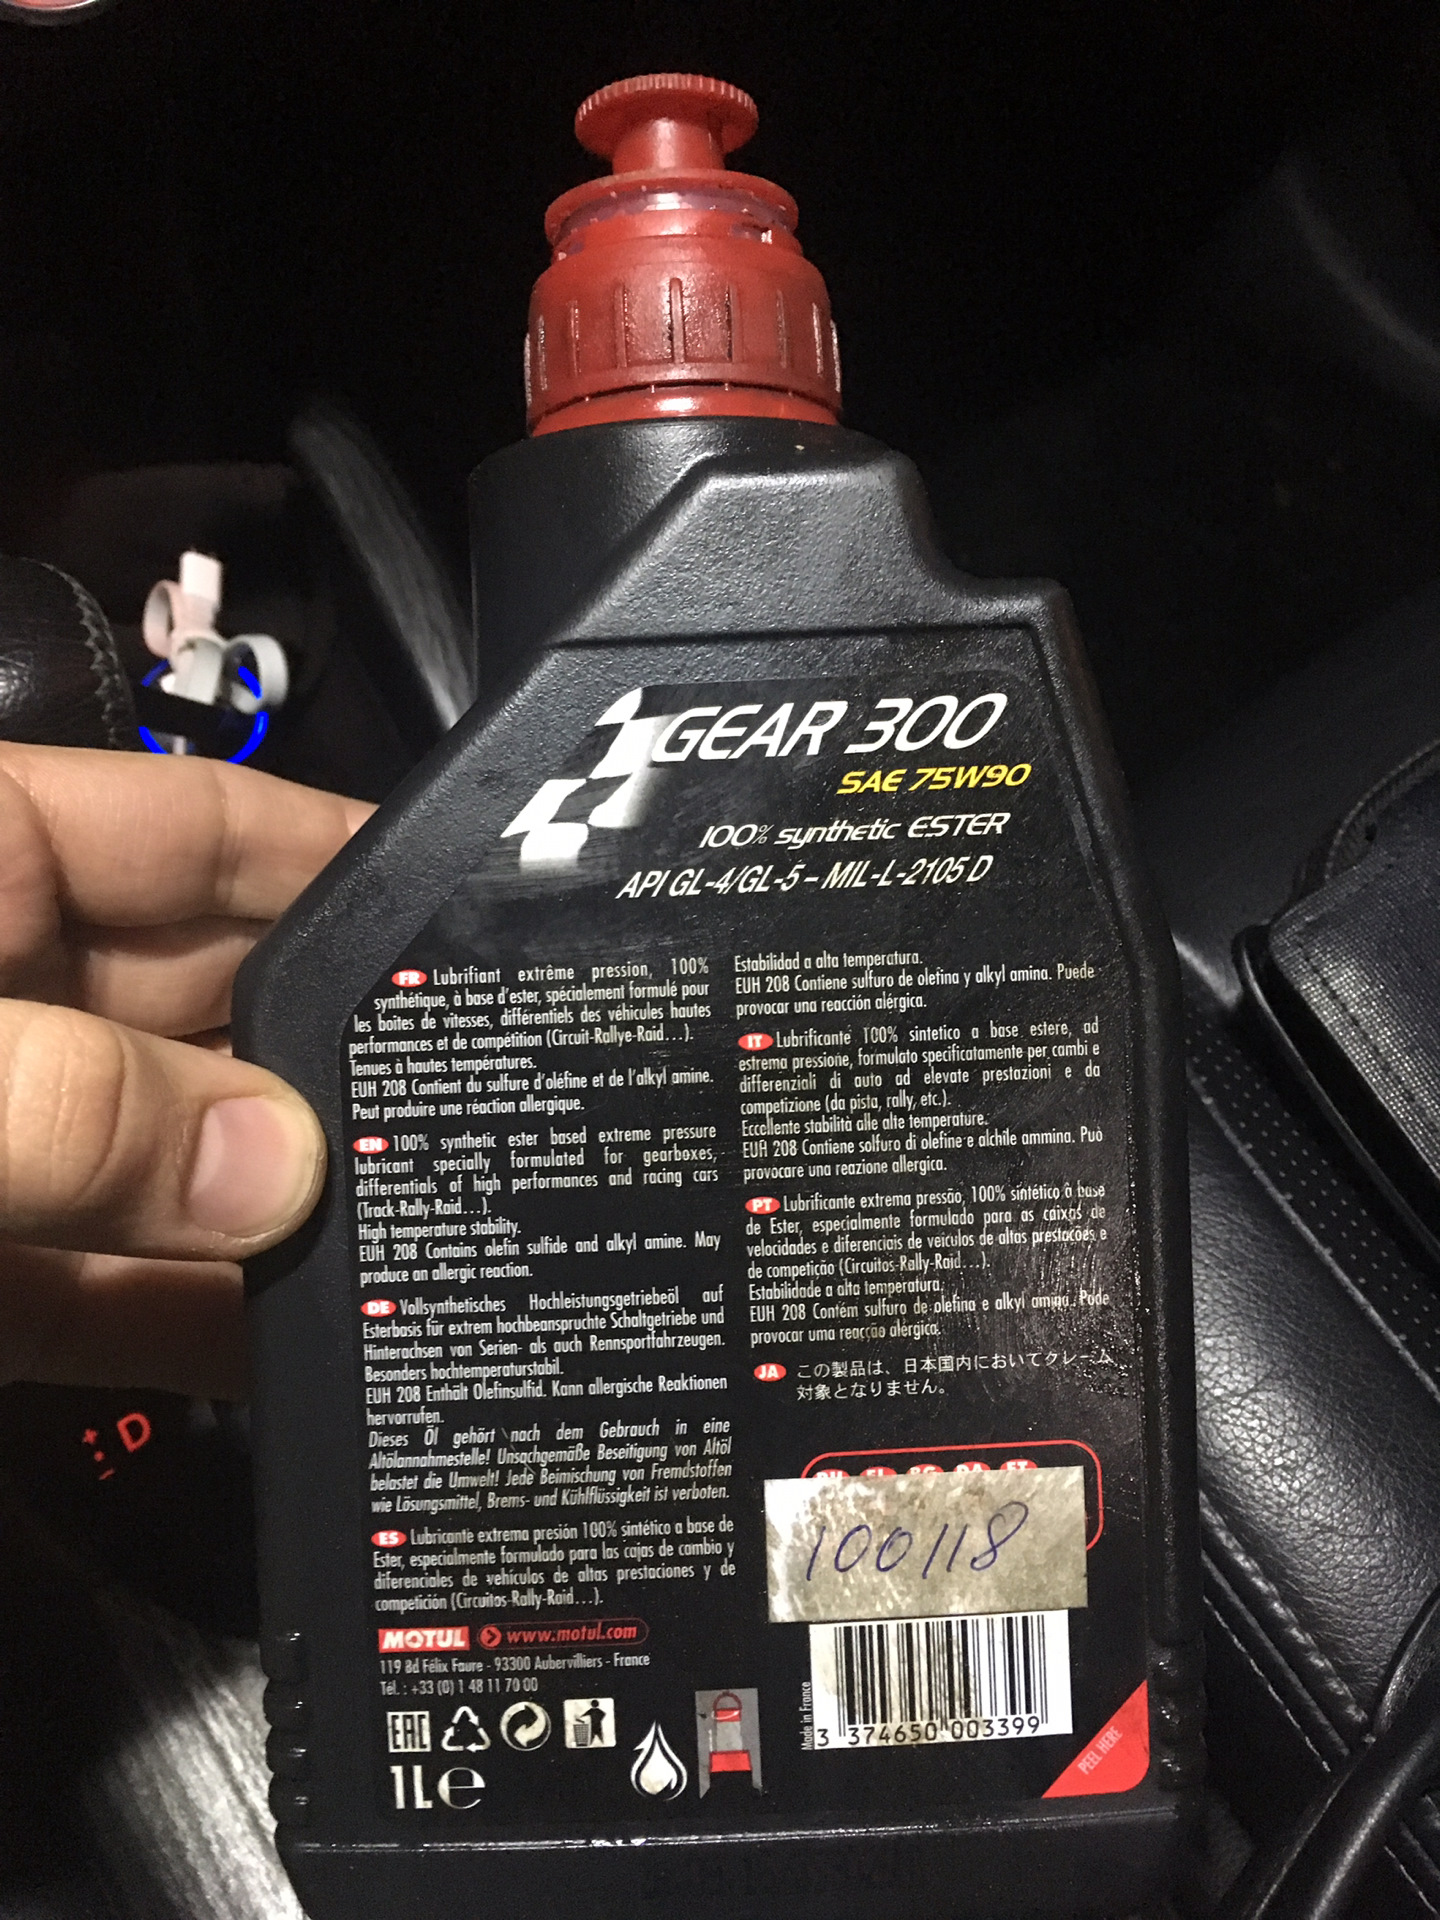 GEAR 300
SAE 75W90
100% synthetic ESTER
API GL-4/GL-5 – MIL-L-2105 D
FR Lubrifiant extrême pression, 100%
synthétique, à base d'ester, spécialement formulé pour
les boîtes de vitesses, différentiels des véhicules hautes
performances et de compétition (Circuit-Rallye-Raid...).
Tenues à hautes températures.
EUH 208 Contient du sulfure d'oléfine et de l'alkyl amine.
Peut produire une réaction allergique.
EN 100% synthetic ester based extreme pressure
lubricant specially formulated for gearboxes,
differentials of high performances and racing cars
(Track-Rally-Raid...).
High temperature stability.
EUH 208 Contains olefin sulfide and alkyl amine. May
produce an allergic reaction.
DE Vollsynthetisches Hochleistungsgetriebeöl auf
Esterbasis für extrem hochbeanspruchte Schaltgetriebe und
Hinterachsen von Serien- als auch Rennsportfahrzeugen.
Besonders hochtemperaturstabil.
EUH 208 Enthält Olefinsulfid. Kann allergische Reaktionen
hervorrufen.
Dieses Öl gehört nach dem Gebrauch in eine
Altölannahmestelle! Unsachgemäße Beseitigung von Altöl
belastet die Umwelt! Jede Beimischung von Fremdstoffen
wie Lösungsmittel, Brems- und Kühlflüssigkeit ist verboten.
ES Lubricante extrema presión 100% sintético a base de
Ester, especialmente formulado para las cajas de cambio y
diferenciales de vehículos de altas prestaciones y de
competición (Circuitos-Rally-Raid...).
Estabilidad a alta temperatura.
EUH 208 Contiene sulfuro de olefina y alkyl amina. Puede
provocar una reacción alérgica.
IT Lubrificante 100% sintetico a base estere, ad
estrema pressione, formulato specificatamente per cambi e
differenziali di auto ad elevate prestazioni e da
competizione (da pista, rally, etc.).
Eccellente stabilità alle alte temperature.
EUH 208 Contiene solfuro di olefine e alchile ammina. Può
provocare una reazione allergica.
PT Lubrificante extrema pressão, 100% sintético à base
de Ester, especialmente formulado para as caixas de
velocidades e diferenciais de veiculos de altas prestacões e
de competicão (Circuitos-Rally-Raid...).
Estabilidade a alta temperatura.
EUH 208 Contém sulfuro de olefina e alkyl amina. Pode
provocar uma reacção alérgica.
JA この製品は、日本国内においてクレーム
対象となりません。
100118
MOTUL www.motul.com
119 Bd Félix Faure - 93300 Aubervilliers - France
Tél. : +33 (0) 1 48 11 70 00
EAC
1L e
Made in France
3 374650 003399
PEEL HERE
+
-
D